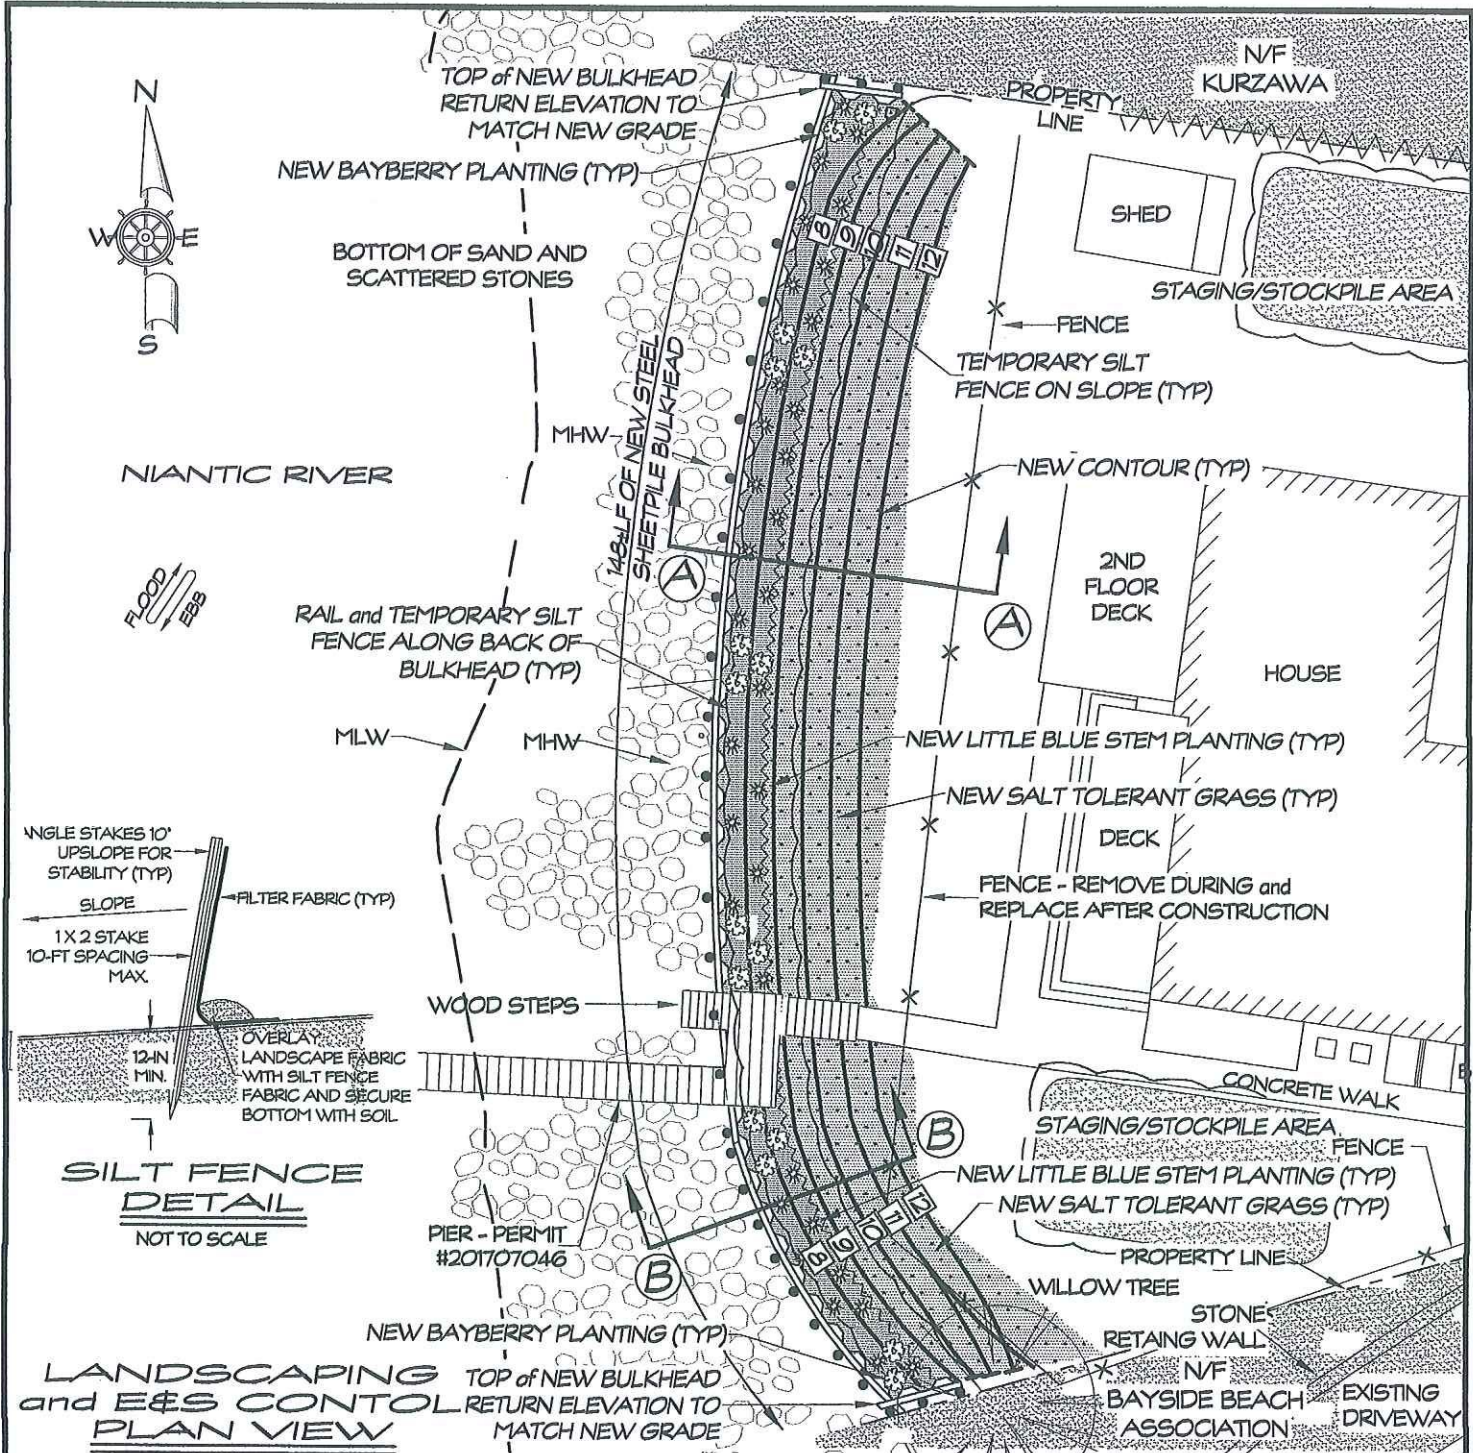 N/F
KURZAWA
PROPERTY
LINE
TOP of NEW BULKHEAD
RETURN ELEVATION TO
MATCH NEW GRADE
N
W
E
S
NEW BAYBERRY PLANTING (TYP)
BOTTOM OF SAND AND
SCATTERED STONES
SHED
STAGING/STOCKPILE AREA
8
9
10
11
12
FENCE
TEMPORARY SILT
FENCE ON SLOPE (TYP)
148±LF OF NEW STEEL
SHEETPILE BULKHEAD
MHW
NIANTIC RIVER
NEW CONTOUR (TYP)
FLOOD
EBB
A
A
2ND
FLOOR
DECK
HOUSE
RAIL and TEMPORARY SILT
FENCE ALONG BACK OF
BULKHEAD (TYP)
MLW
MHW
NEW LITTLE BLUE STEM PLANTING (TYP)
NEW SALT TOLERANT GRASS (TYP)
DECK
FENCE - REMOVE DURING and
REPLACE AFTER CONSTRUCTION
ANGLE STAKES 10°
UPSLOPE FOR
STABILITY (TYP)
SLOPE
FILTER FABRIC (TYP)
1 X 2 STAKE
10-FT SPACING
MAX.
12-IN
MIN.
OVERLAY
LANDSCAPE FABRIC
WITH SILT FENCE
FABRIC AND SECURE
BOTTOM WITH SOIL
SILT FENCE
DETAIL
NOT TO SCALE
WOOD STEPS
CONCRETE WALK
STAGING/STOCKPILE AREA
FENCE
B
B
NEW LITTLE BLUE STEM PLANTING (TYP)
NEW SALT TOLERANT GRASS (TYP)
8
9
10
11
12
PIER - PERMIT
#201707046
PROPERTY LINE
WILLOW TREE
STONE
RETAING WALL
NEW BAYBERRY PLANTING (TYP)
N/F
BAYSIDE BEACH
ASSOCIATION
EXISTING
DRIVEWAY
TOP of NEW BULKHEAD
RETURN ELEVATION TO
MATCH NEW GRADE
LANDSCAPING
and E&S CONTOL
PLAN VIEW